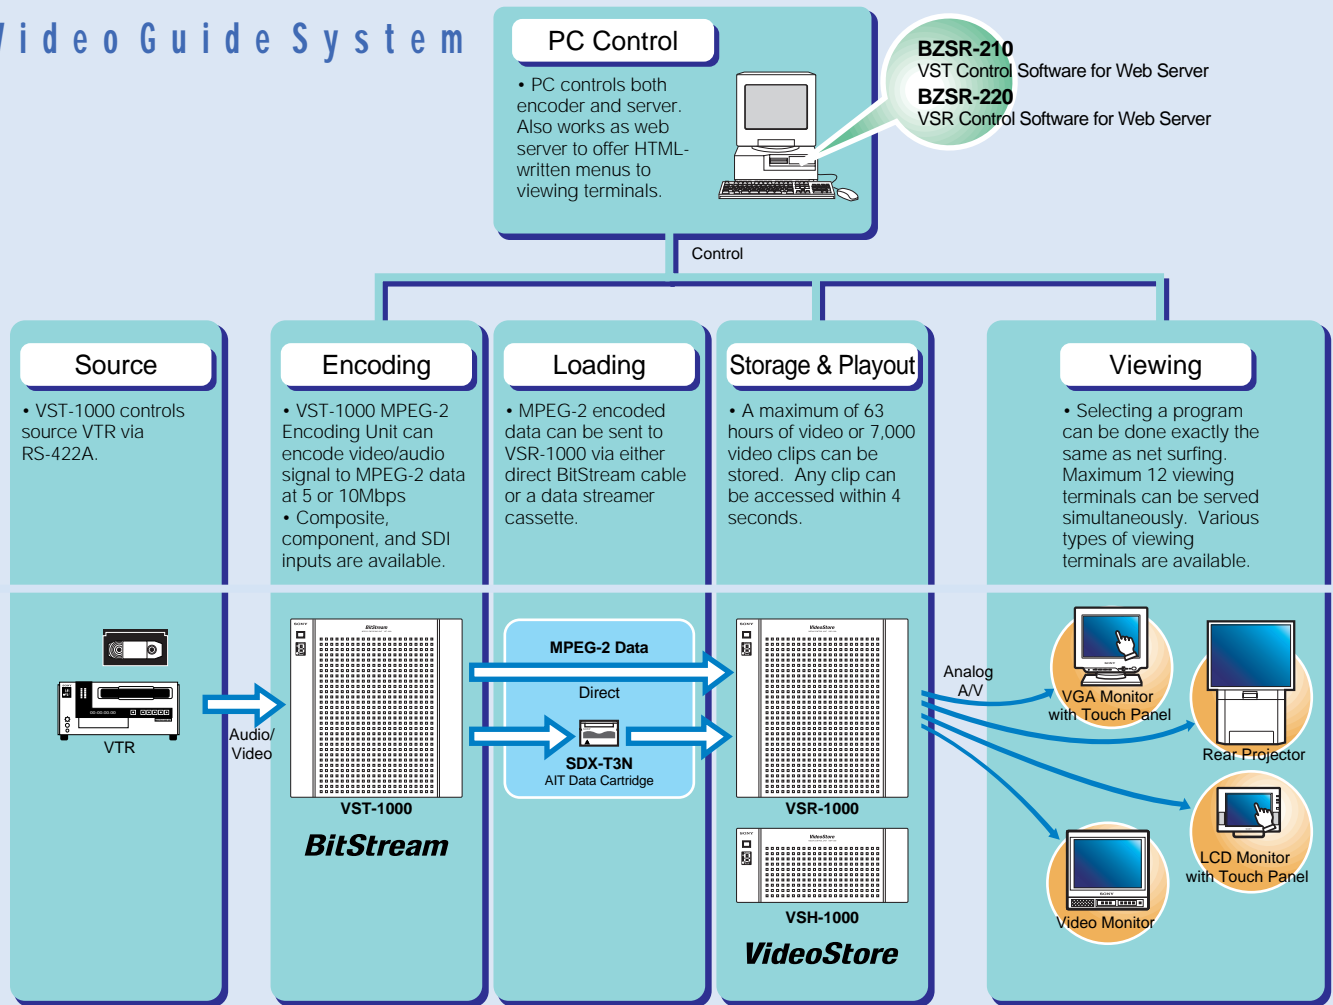 Video Guide System
PC Control
• PC controls both
encoder and server.
Also works as web
server to offer HTML-
written menus to
viewing terminals.
BZSR-210
VST Control Software for Web Server
BZSR-220
VSR Control Software for Web Server
Control
Source
• VST-1000 controls
source VTR via
RS-422A.
VTR
Audio/
Video
Encoding
• VST-1000 MPEG-2
Encoding Unit can
encode video/audio
signal to MPEG-2 data
at 5 or 10Mbps
• Composite,
component, and SDI
inputs are available.
SONY
BitStream
VST-1000
BitStream
Loading
• MPEG-2 encoded
data can be sent to
VSR-1000 via either
direct BitStream cable
or a data streamer
cassette.
MPEG-2 Data
Direct
SDX-T3N
AIT Data Cartridge
Storage & Playout
• A maximum of 63
hours of video or 7,000
video clips can be
stored. Any clip can
be accessed within 4
seconds.
SONY
VideoStore
VSR-1000
SONY
VideoStore
VSH-1000
VideoStore
Viewing
• Selecting a program
can be done exactly the
same as net surfing.
Maximum 12 viewing
terminals can be served
simultaneously. Various
types of viewing
terminals are available.
Analog
A/V
SONY
VGA Monitor
with Touch Panel
Rear Projector
LCD Monitor
with Touch Panel
SONY
Video Monitor